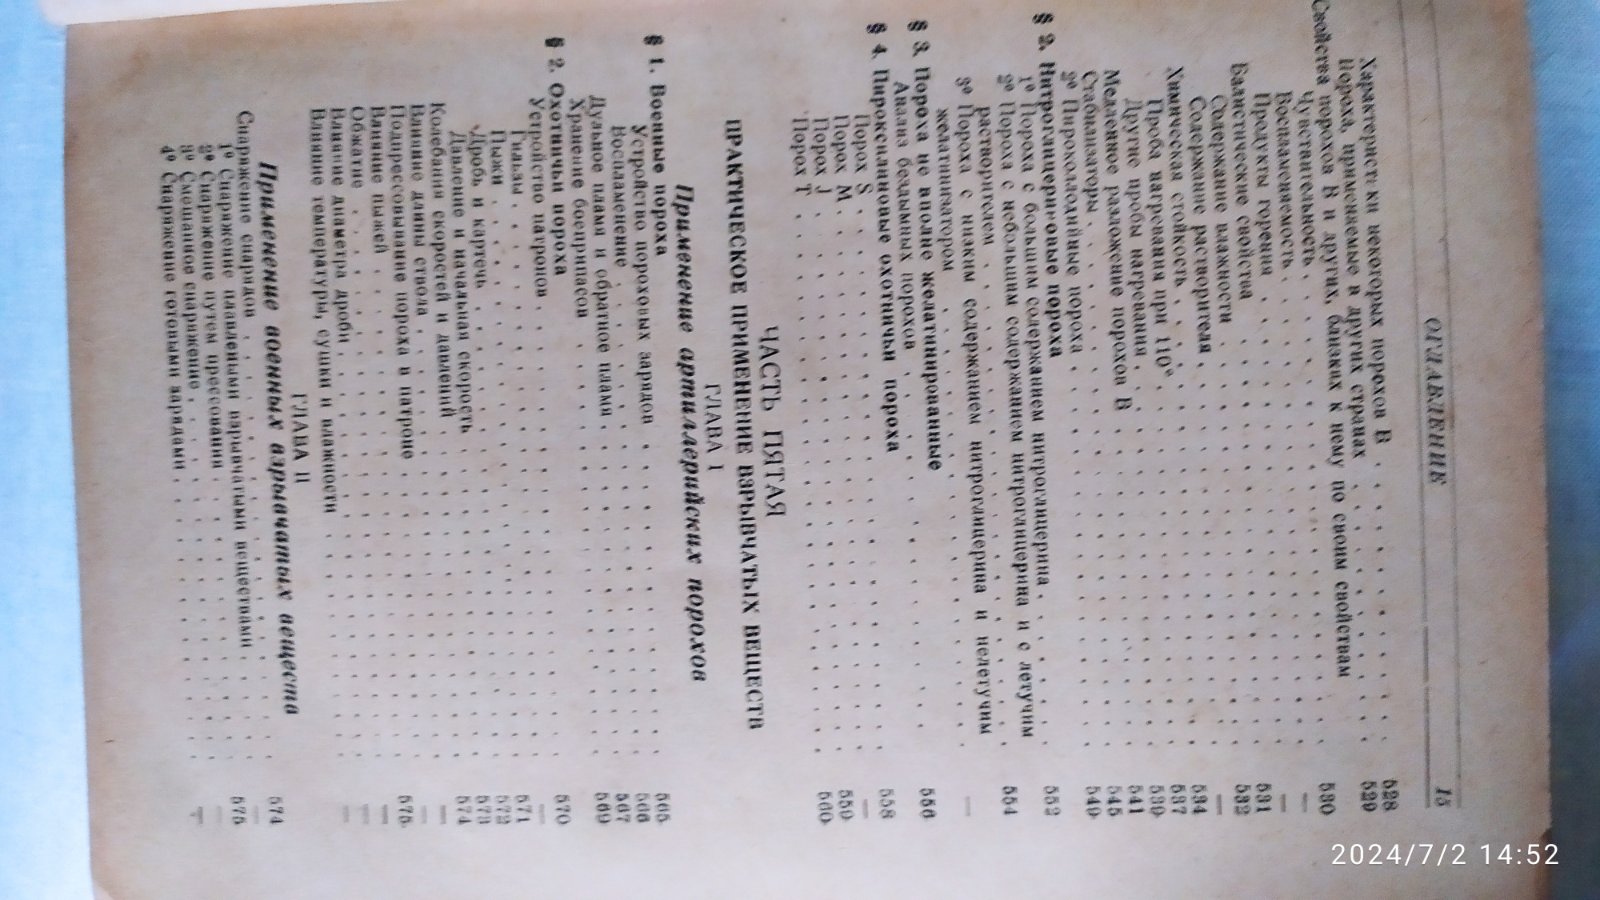 ОГЛАВЛЕНИЕ 15
Характеристики некоторых порохов В . . . 528
Пороха, применяемые в других странах . . . 529
Свойства порохов В и других, близких к нему по своим свойствам . . . 530
Чувствительность . . . —
Воспламеняемость . . . —
Продукты горения . . . 531
Балистические свойства . . . 532
Содержание влажности . . . —
Содержание растворителя . . . 534
Химическая стойкость . . . 537
Проба нагревания при 110° . . . 539
Другие пробы нагревания . . . 541
Медленное разложение порохов В . . . 545
Стабилизаторы . . . 549
2° Пироколлодийные пороха
§ 2. Нитроглицериновые пороха . . . 552
1° Пороха с большим содержанием нитроглицерина . . .
2° Пороха с небольшим содержанием нитроглицерина и с летучим
растворителем . . . 554
3° Пороха с низким содержанием нитроглицерина и нелетучим
желатинизатором . . . —
§ 3. Пороха не вполне желатинированные . . . 556
Анализ бездымных порохов . . .
§ 4. Пироксилиновые охотничьи пороха . . . 558
Порох S . . . —
Порох M . . . 559
Порох J . . . 560
Порох T . . .
ЧАСТЬ ПЯТАЯ
ПРАКТИЧЕСКОЕ ПРИМЕНЕНИЕ ВЗРЫВЧАТЫХ ВЕЩЕСТВ
ГЛАВА I
Применение артиллерийских порохов
§ 1. Военные пороха . . . 565
Устройство пороховых зарядов . . . 566
Воспламенение . . . 567
Дульное пламя и обратное пламя . . . 569
Хранение боеприпасов
§ 2. Охотничьи пороха . . . 570
Устройство патронов . . . —
Гильзы . . . 571
Пыжи . . . 572
Дробь и картечь . . . 573
Давление и начальная скорость . . . 574
Колебания скоростей и давлений . . . —
Влияние длины ствола . . . —
Подпрессовывание пороха в патроне . . . 575
Влияние пыжей . . . —
Обжатие . . . —
Влияние диаметра дроби . . . —
Влияние температуры, сушки и влажности
ГЛАВА II
Применение военных взрывчатых веществ
Снаряжение снарядов . . . 574
1° Снаряжение плавлеными взрывчатыми веществами . . . —
2° Снаряжение путем прессования . . . 575
3° Смешанное снаряжение . . . —
4° Снаряжение готовыми зарядами . . . —
2024/7/2 14:52